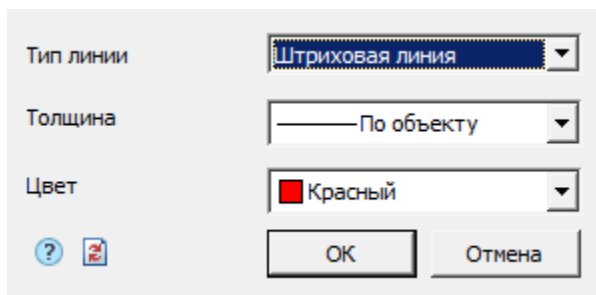 Тип линии Штриховая линия
Толщина По объекту
Цвет Красный
? OK Отмена